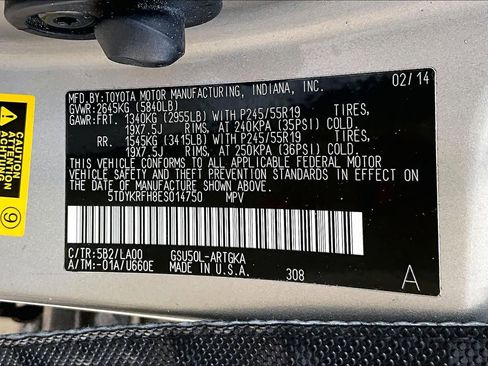 MFD.BY:TOYOTA MOTOR MANUFACTURING, INDIANA, INC. 02/14
GVWR:2645KG (5840LB)
GAWR:FRT. 1340KG (2955LB) WITH P245/55R19 TIRES,
19X7.5J RIMS, AT 240KPA (35PSI) COLD.
RR. 1545KG (3415LB) WITH P245/55R19 TIRES,
19X7.5J RIMS, AT 250KPA (36PSI) COLD.
THIS VEHICLE CONFORMS TO ALL APPLICABLE FEDERAL MOTOR
VEHICLE SAFETY AND THEFT PREVENTION STANDARDS IN EFFECT ON
THE DATE OF MANUFACTURE SHOWN ABOVE.
5TDYKRFH8ES014750 MPV
C/TR:5B2/LA00 GSU50L-ARTGKA
A/TM:-01A/U660E MADE IN U.S.A. 308 A
CAUTION
ACHTUNG
ATTENTION
9